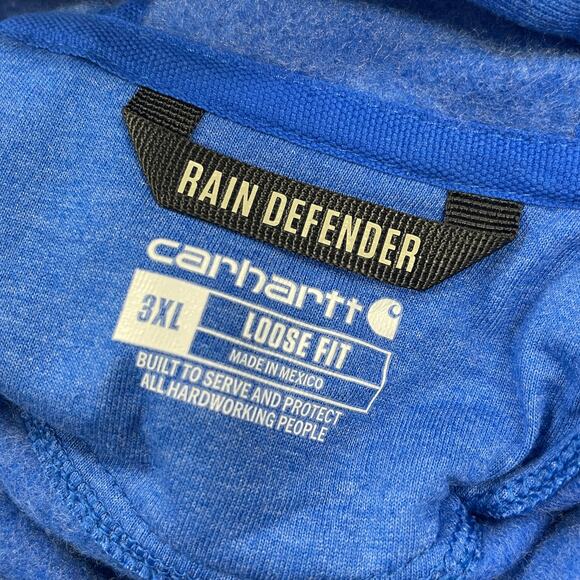 RAIN DEFENDER
carhartt
3XL
LOOSE FIT
MADE IN MEXICO
BUILT TO SERVE AND PROTECT
ALL HARDWORKING PEOPLE